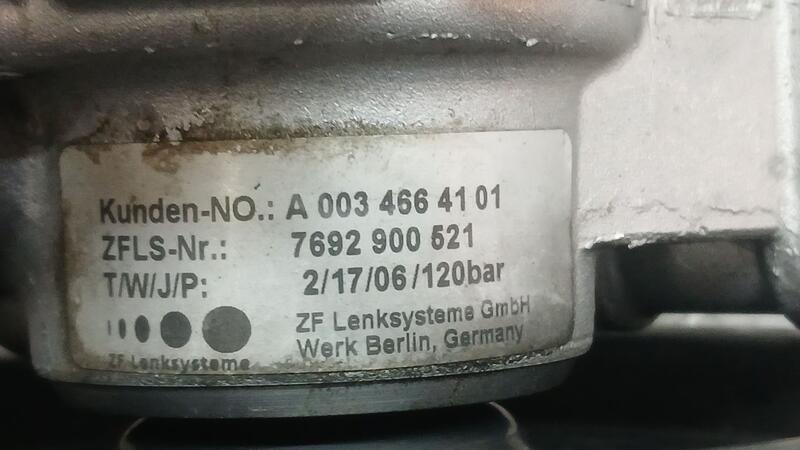 Kunden-NO.: A 003 466 41 01
ZFLS-Nr.: 7692 900 521
T/W/J/P: 2/17/06/120bar
ZF Lenksysteme GmbH
Werk Berlin, Germany
ZF Lenksysteme